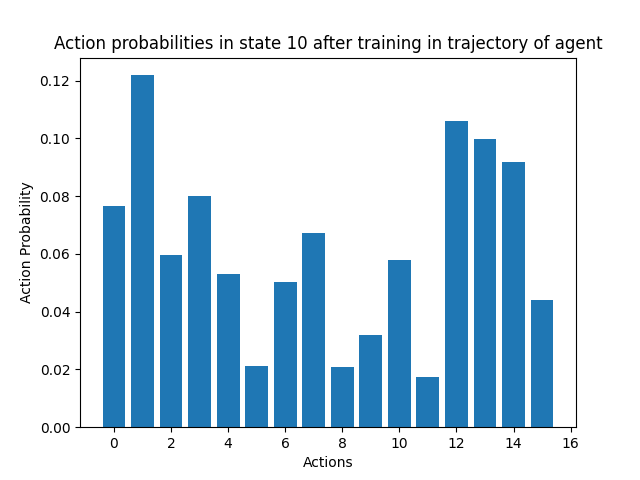 Action probabilities in state 10 after training in trajectory of agent
0.12
0.10
0.08
0.06
0.04
0.02
0.00
Action Probability
0 2 4 6 8 10 12 14 16
Actions